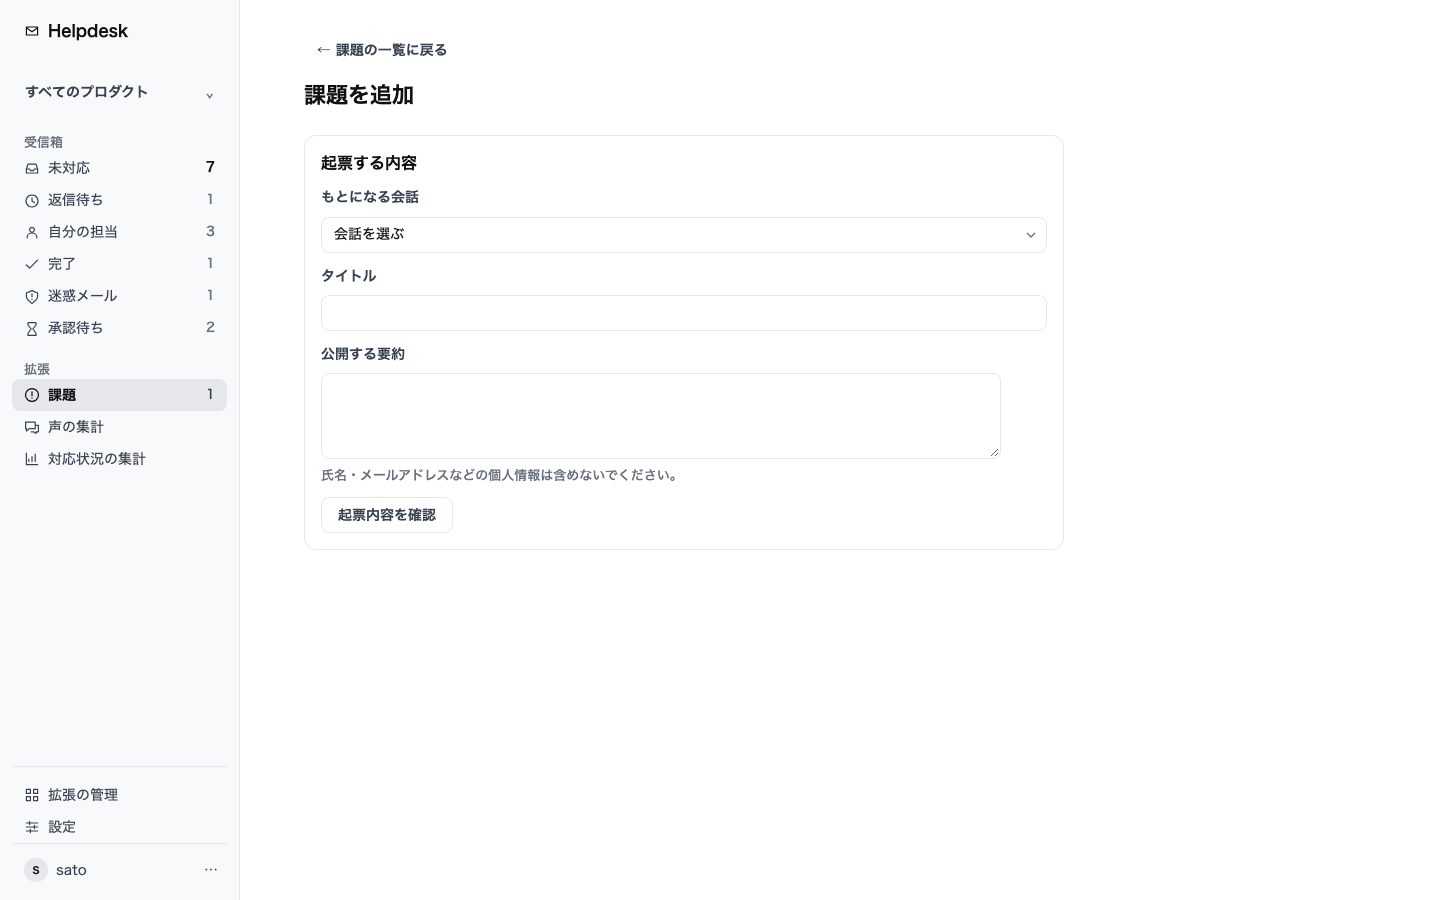 Helpdesk
すべてのプロダクト
受信箱
未対応 7
返信待ち 1
自分の担当 3
完了 1
迷惑メール 1
承認待ち 2
拡張
課題 1
声の集計
対応状況の集計
拡張の管理
設定
S sato ...
← 課題の一覧に戻る
課題を追加
起票する内容
もとになる会話
会話を選ぶ
タイトル
公開する要約
氏名・メールアドレスなどの個人情報は含めないでください。
起票内容を確認